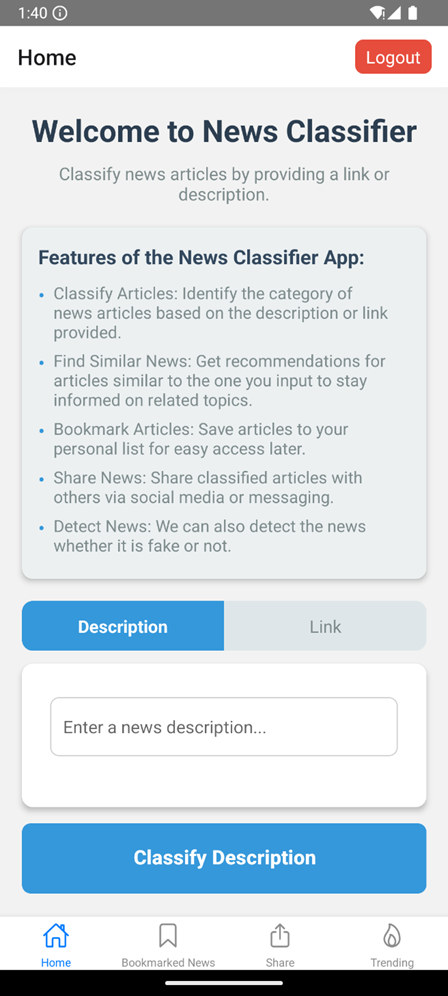 1:40
Home
Logout
Welcome to News Classifier
Classify news articles by providing a link or
description.
Features of the News Classifier App:
• Classify Articles: Identify the category of
news articles based on the description or link
provided.
• Find Similar News: Get recommendations for
articles similar to the one you input to stay
informed on related topics.
• Bookmark Articles: Save articles to your
personal list for easy access later.
• Share News: Share classified articles with
others via social media or messaging.
• Detect News: We can also detect the news
whether it is fake or not.
Description
Link
Enter a news description...
Classify Description
Home
Bookmarked News
Share
Trending